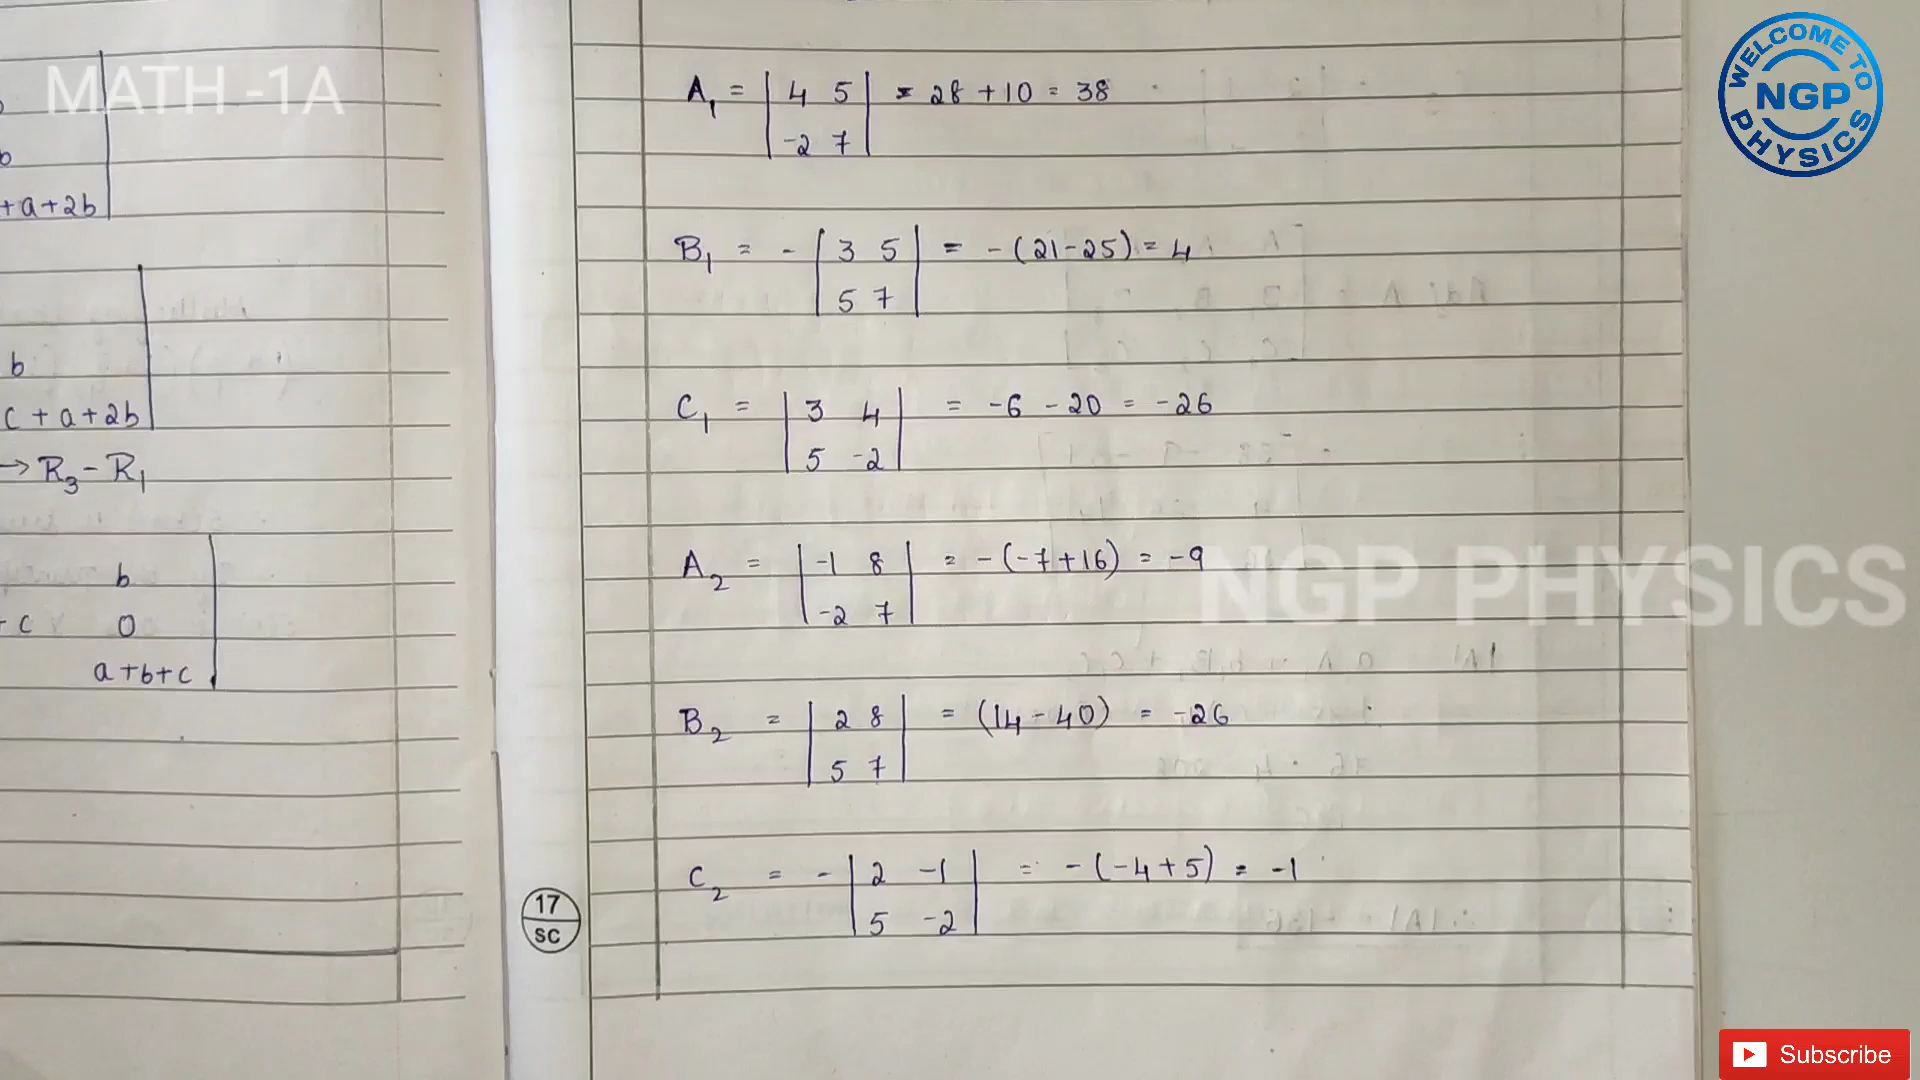 MATH -1A
b
+a+2b
b
c + a+2b
→ R3 - R1
b
+ c 0
a+b+c
A1 = | 4 5 | = 28 + 10 = 38
| -2 7 |
B1 = - | 3 5 | = -(21-25) = 4
| 5 7 |
C1 = | 3 4 | = -6 -20 = -26
| 5 -2 |
A2 = | -1 8 | = -(-7+16) = -9
| -2 7 |
B2 = | 2 8 | = (14-40) = -26
| 5 7 |
C2 = - | 2 -1 | = -(-4+5) = -1
| 5 -2 |
17
SC
WELCOME TO
NGP
PHYSICS
NGP PHYSICS
Subscribe